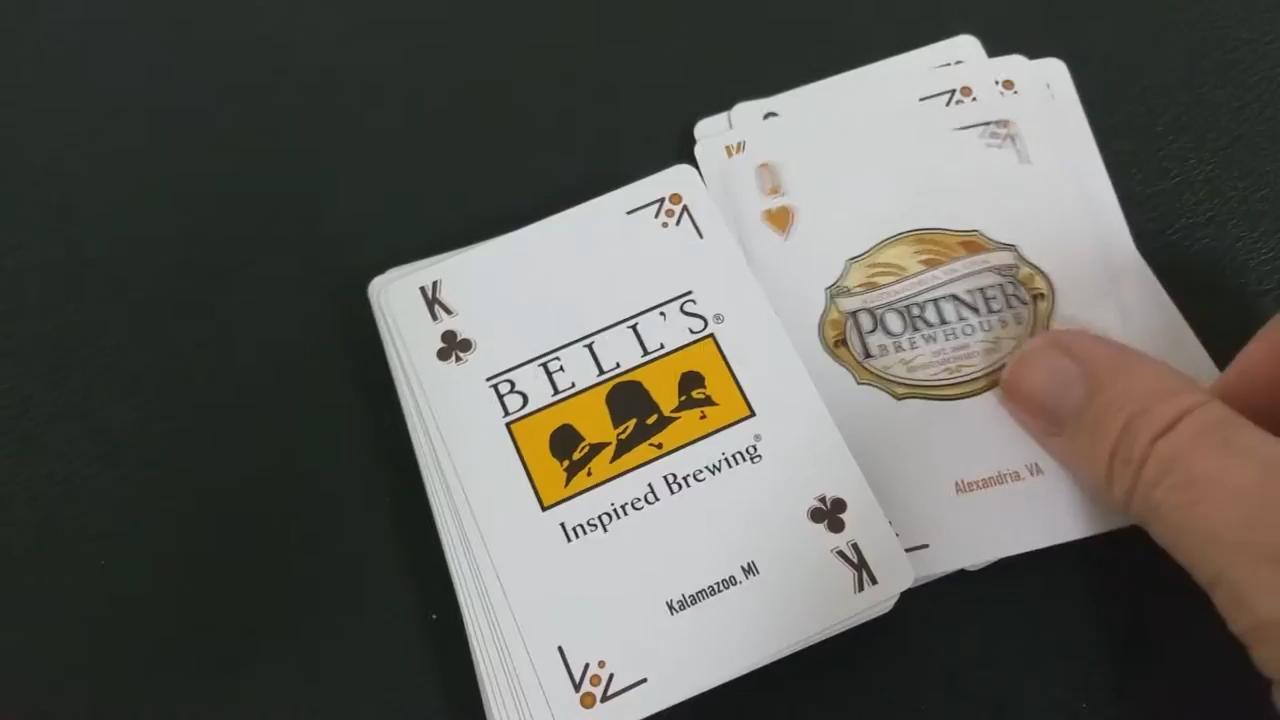 K
BELL'S®
Inspired Brewing®
Kalamazoo, MI
K
Q
PORTNER
BREWHOUSE
Alexandria, VA